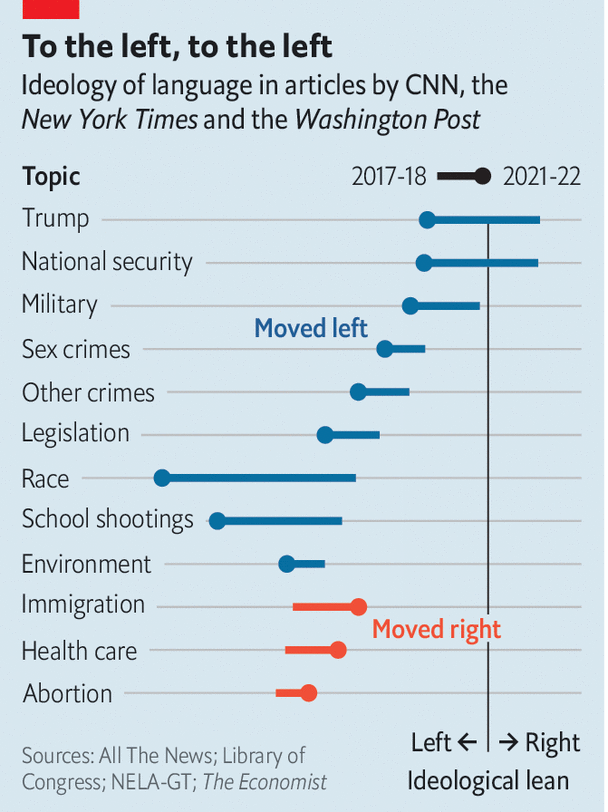 To the left, to the left
Ideology of language in articles by CNN, the
New York Times and the Washington Post
Topic 2017-18 2021-22
Trump
National security
Military
Moved left
Sex crimes
Other crimes
Legislation
Race
School shootings
Environment
Immigration
Moved right
Health care
Abortion
Left ← → Right
Ideological lean
Sources: All The News; Library of
Congress; NELA-GT; The Economist